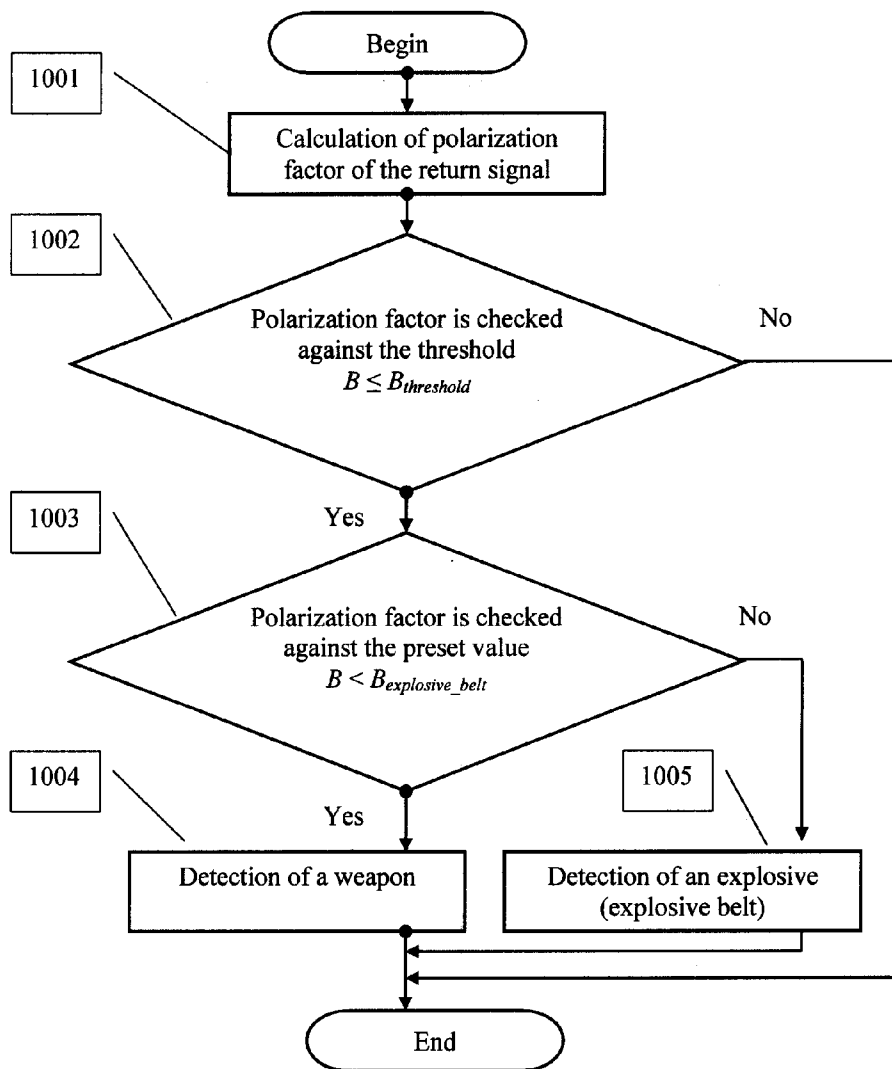 Begin
1001
Calculation of polarization
factor of the return signal
1002
Polarization factor is checked
against the threshold
B ≤ B_threshold
No
Yes
1003
Polarization factor is checked
against the preset value
B < B_explosive_belt
No
1004
Yes
1005
Detection of a weapon
Detection of an explosive
(explosive belt)
End